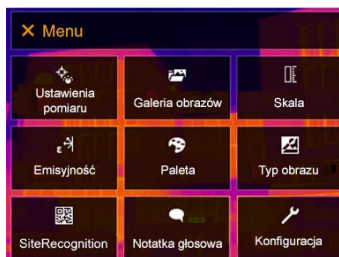 Menu
Ustawienia
pomiaru
Galeria obrazów
Skala
ε
Emisyjność
Paleta
Typ obrazu
SiteRecognition
Notatka głosowa
Konfiguracja